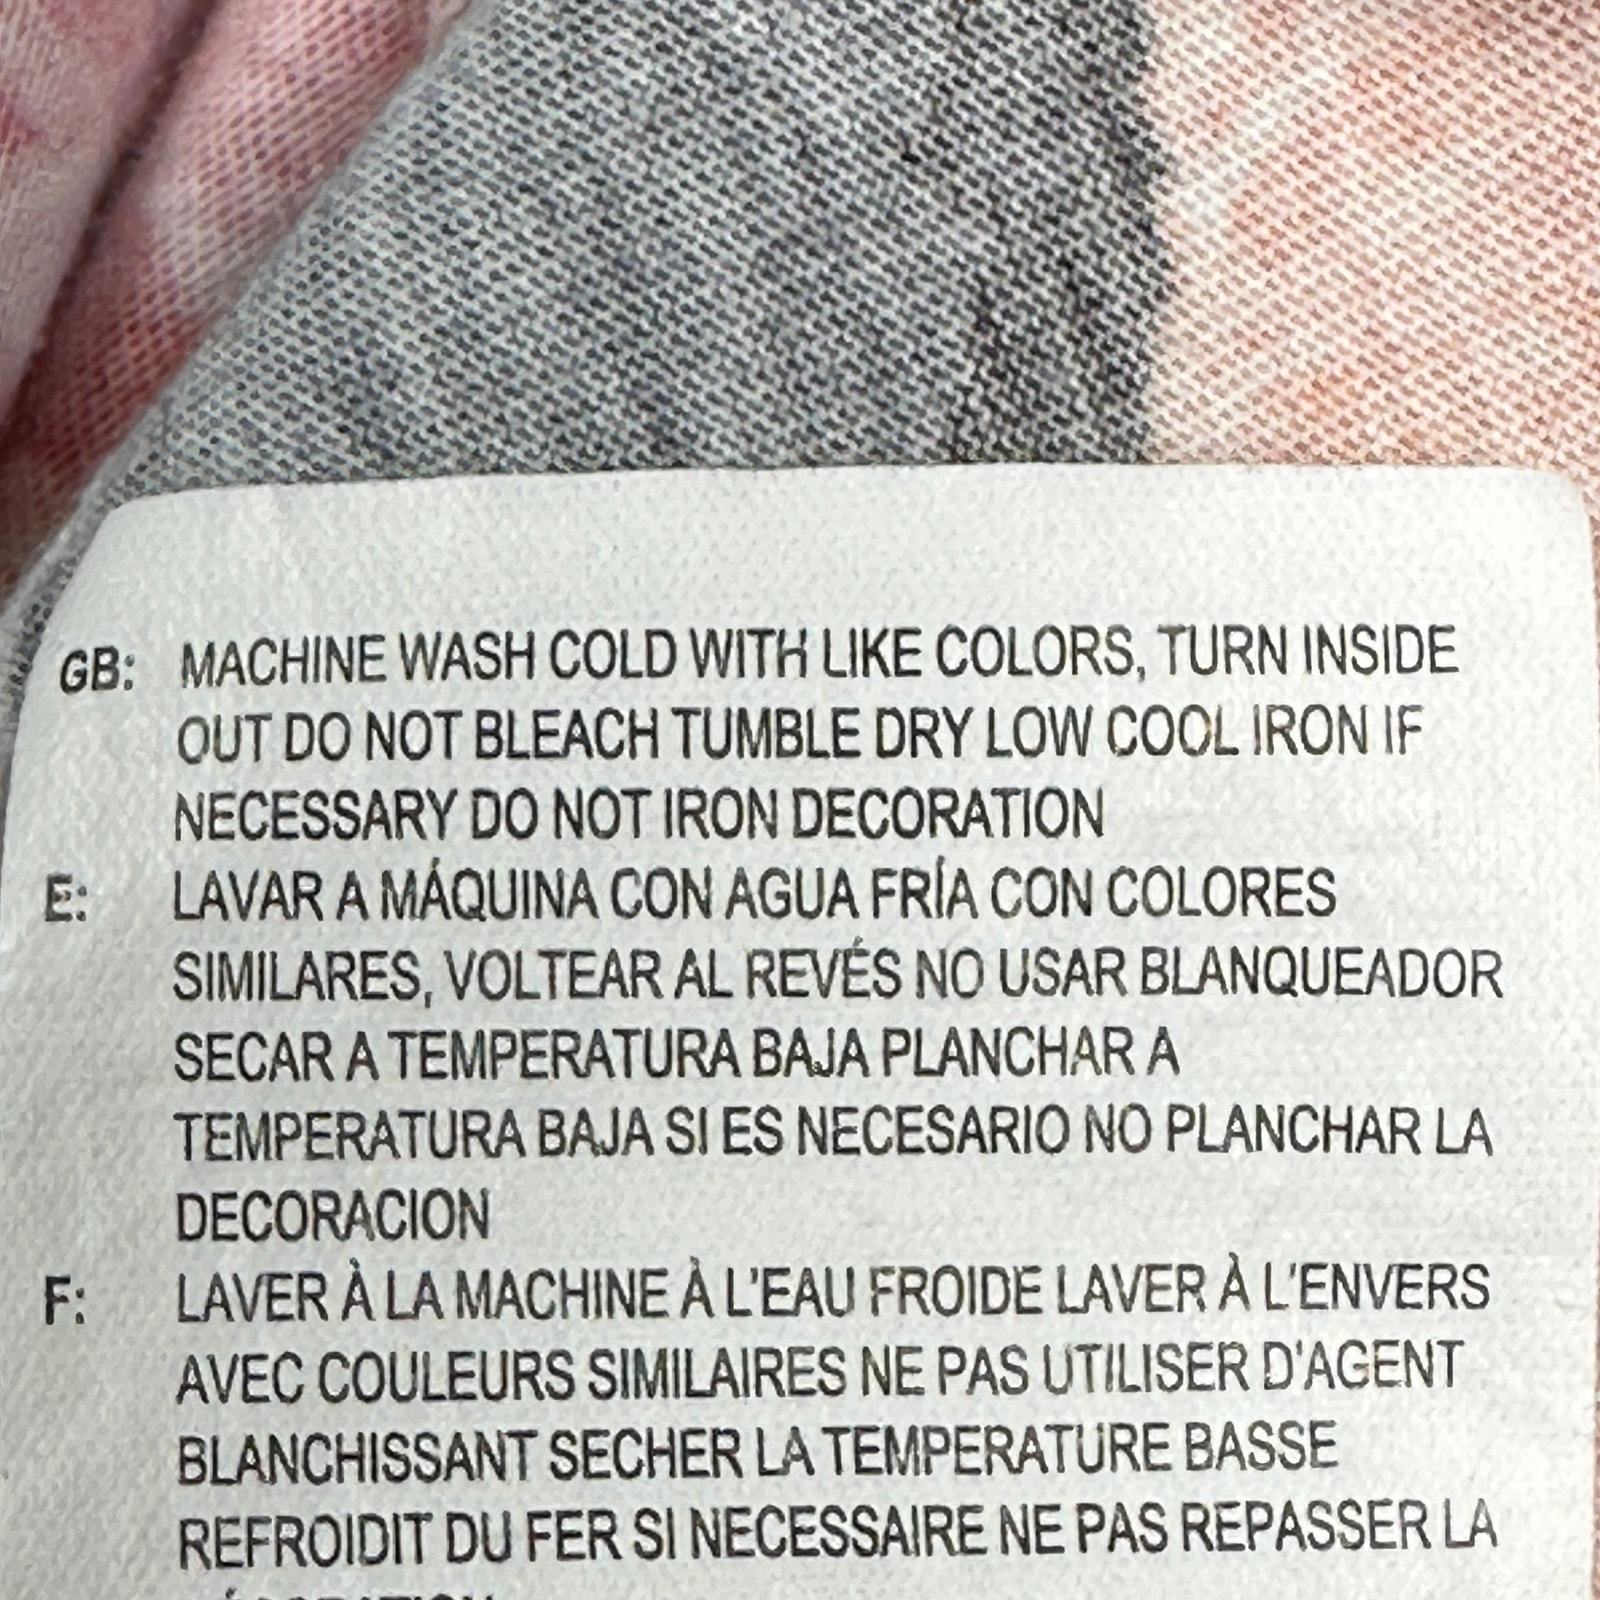 GB: MACHINE WASH COLD WITH LIKE COLORS, TURN INSIDE
OUT DO NOT BLEACH TUMBLE DRY LOW COOL IRON IF
NECESSARY DO NOT IRON DECORATION
E: LAVAR A MÁQUINA CON AGUA FRÍA CON COLORES
SIMILARES, VOLTEAR AL REVÉS NO USAR BLANQUEADOR
SECAR A TEMPERATURA BAJA PLANCHAR A
TEMPERATURA BAJA SI ES NECESARIO NO PLANCHAR LA
DECORACION
F: LAVER À LA MACHINE À L'EAU FROIDE LAVER À L'ENVERS
AVEC COULEURS SIMILAIRES NE PAS UTILISER D'AGENT
BLANCHISSANT SECHER LA TEMPERATURE BASSE
REFROIDIT DU FER SI NECESSAIRE NE PAS REPASSER LA